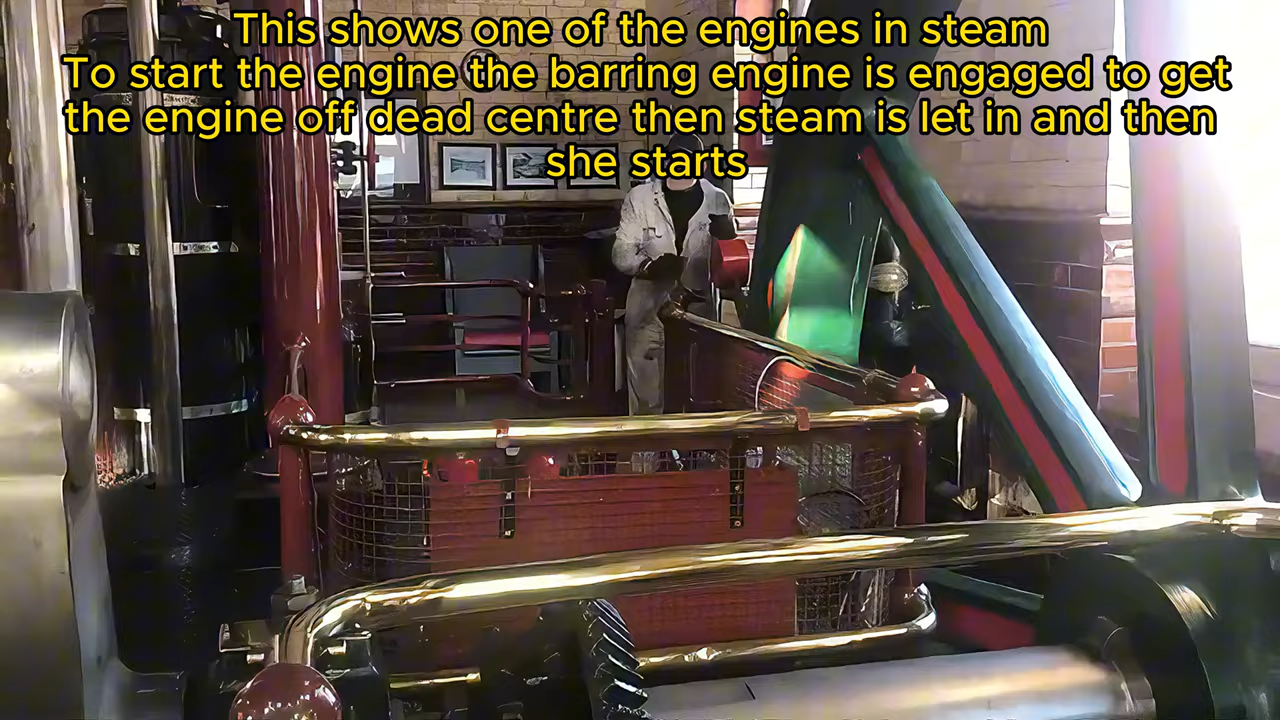 This shows one of the engines in steam
To start the engine the barring engine is engaged to get
the engine off dead centre then steam is let in and then
she starts